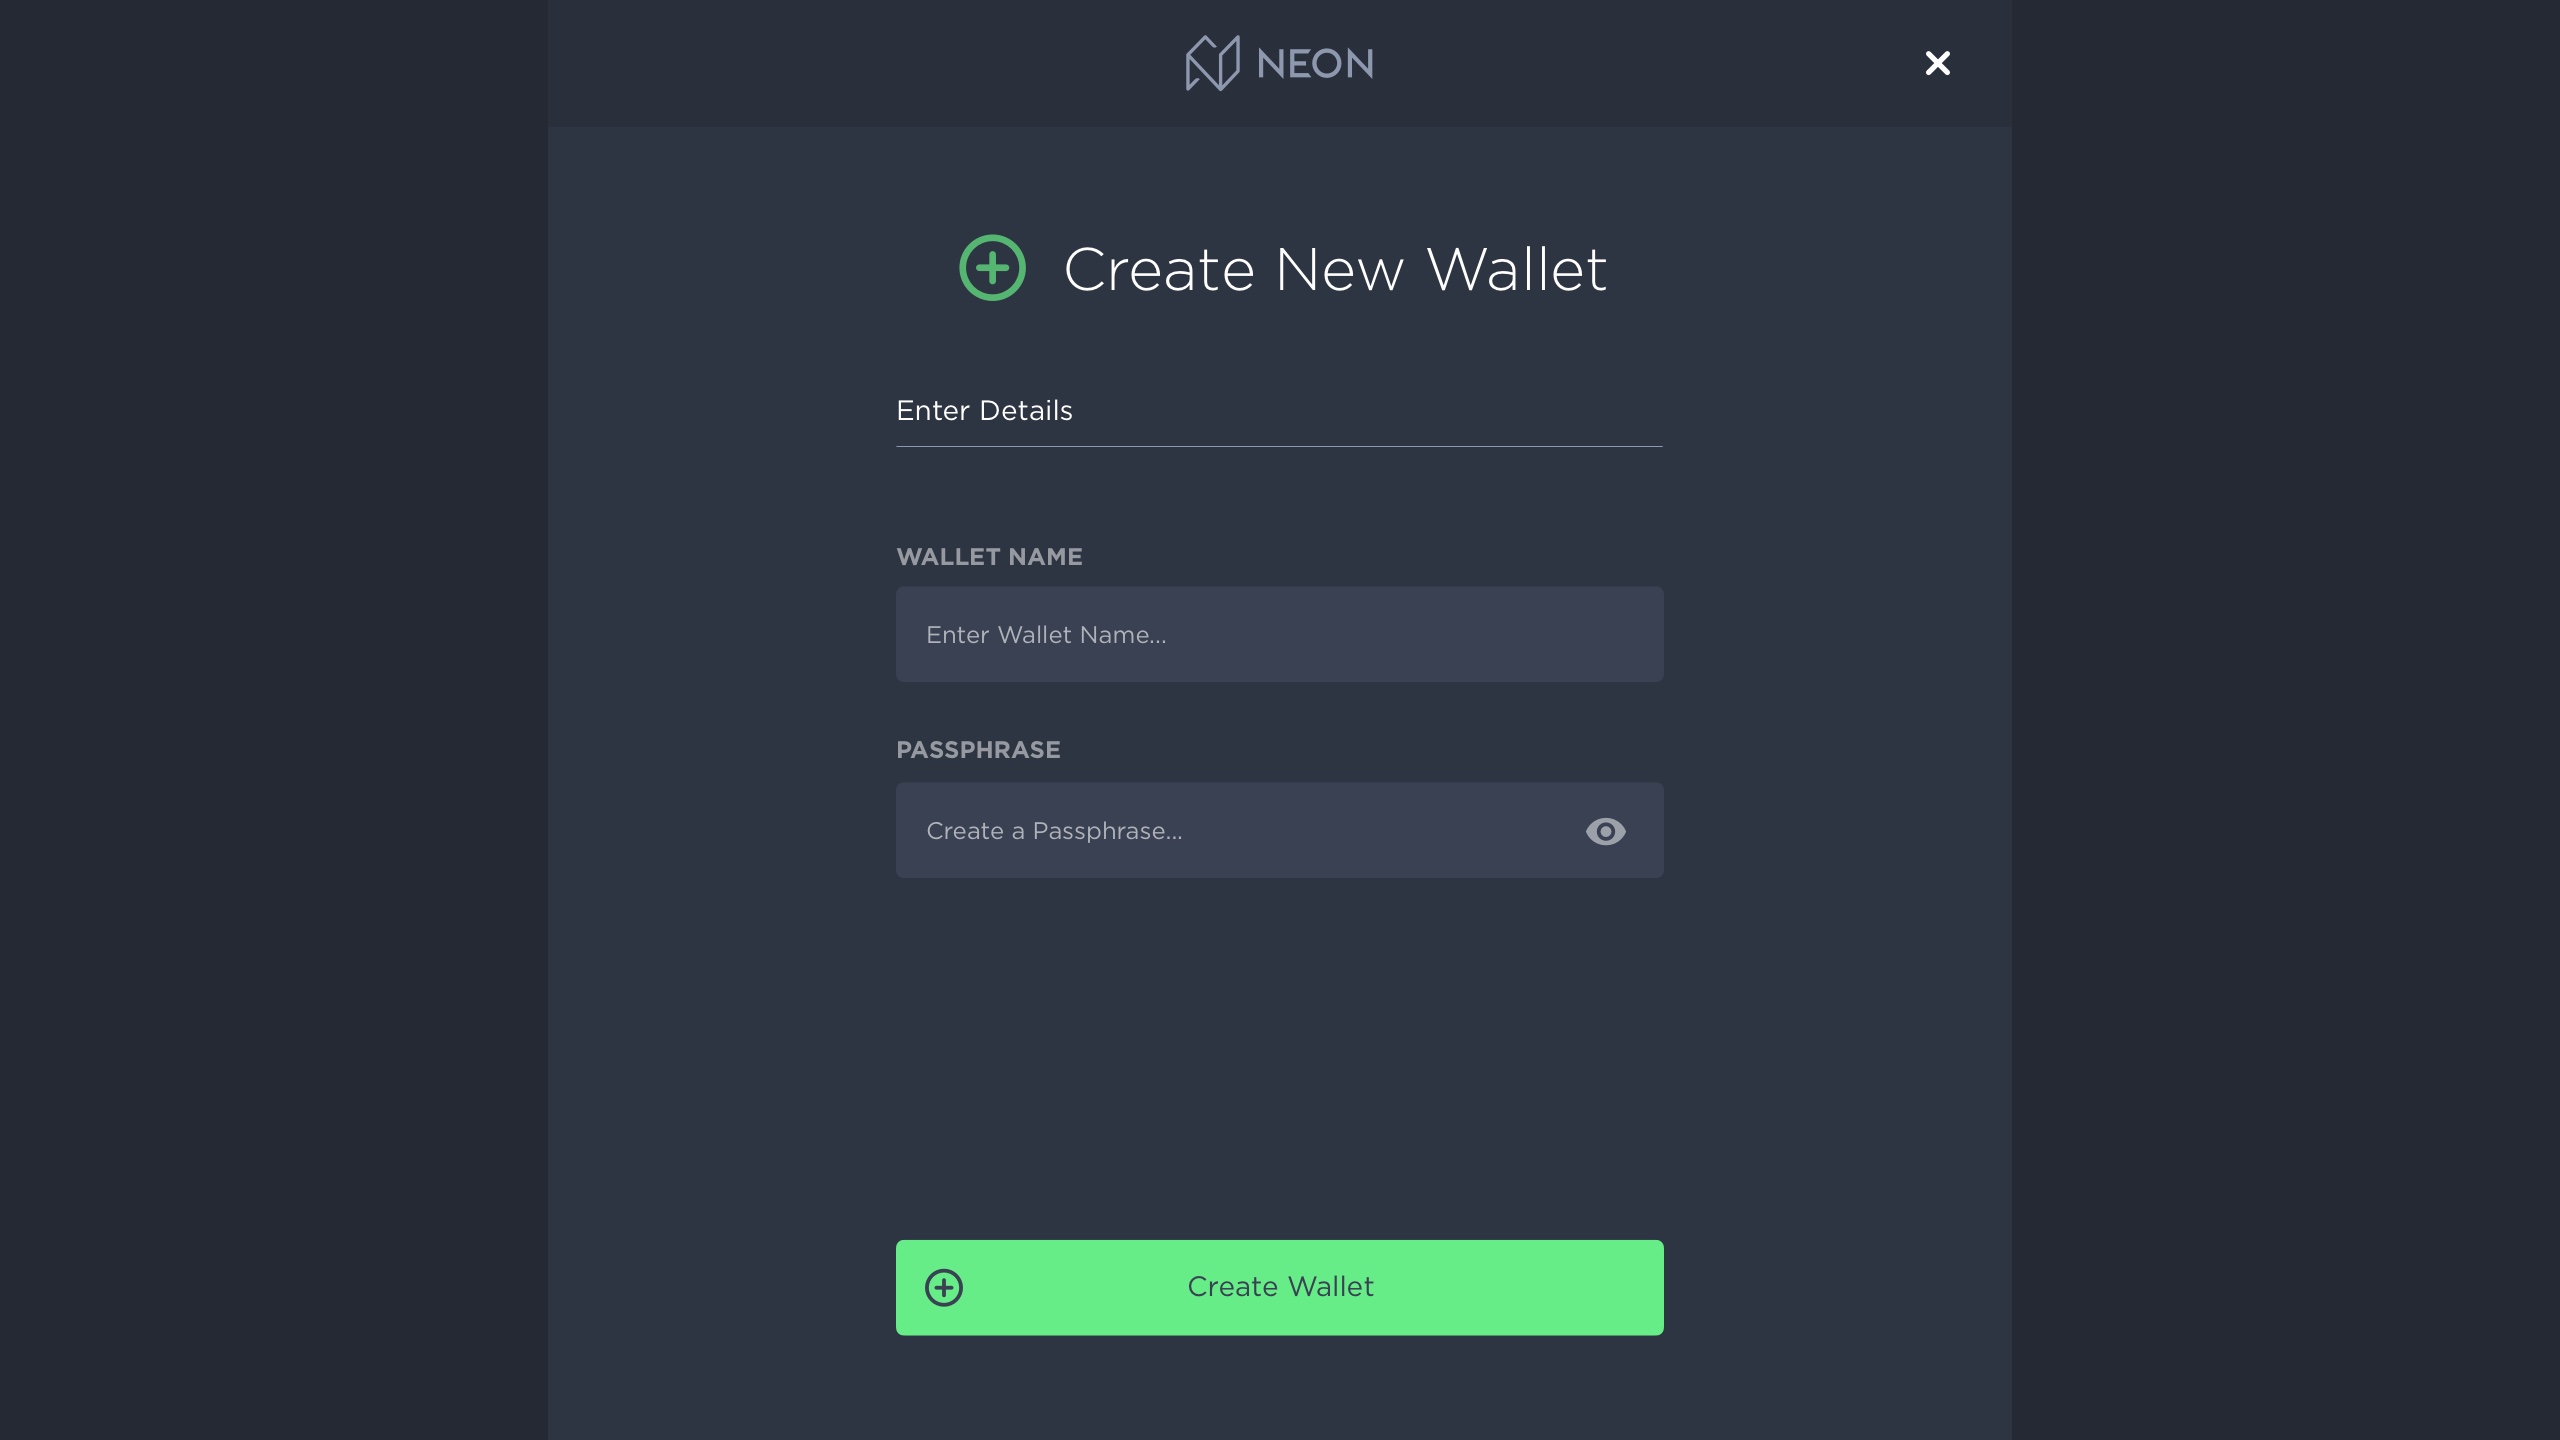 NEON
Create New Wallet
Enter Details
WALLET NAME
Enter Wallet Name...
PASSPHRASE
Create a Passphrase...
Create Wallet